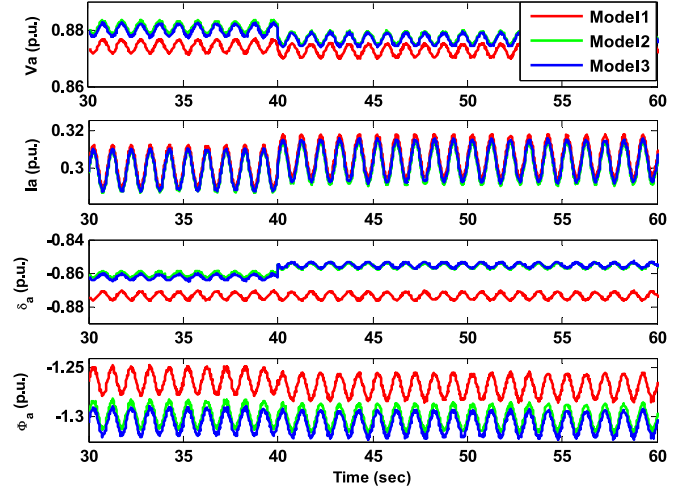 Va (p.u.)
0.88
0.86
30 35 40 45 50 55 60
Model1
Model2
Model3
Ia (p.u.)
0.32
0.3
30 35 40 45 50 55 60
δa (p.u.)
-0.84
-0.86
-0.88
30 35 40 45 50 55 60
Φa (p.u.)
-1.25
-1.3
30 35 40 45 50 55 60
Time (sec)